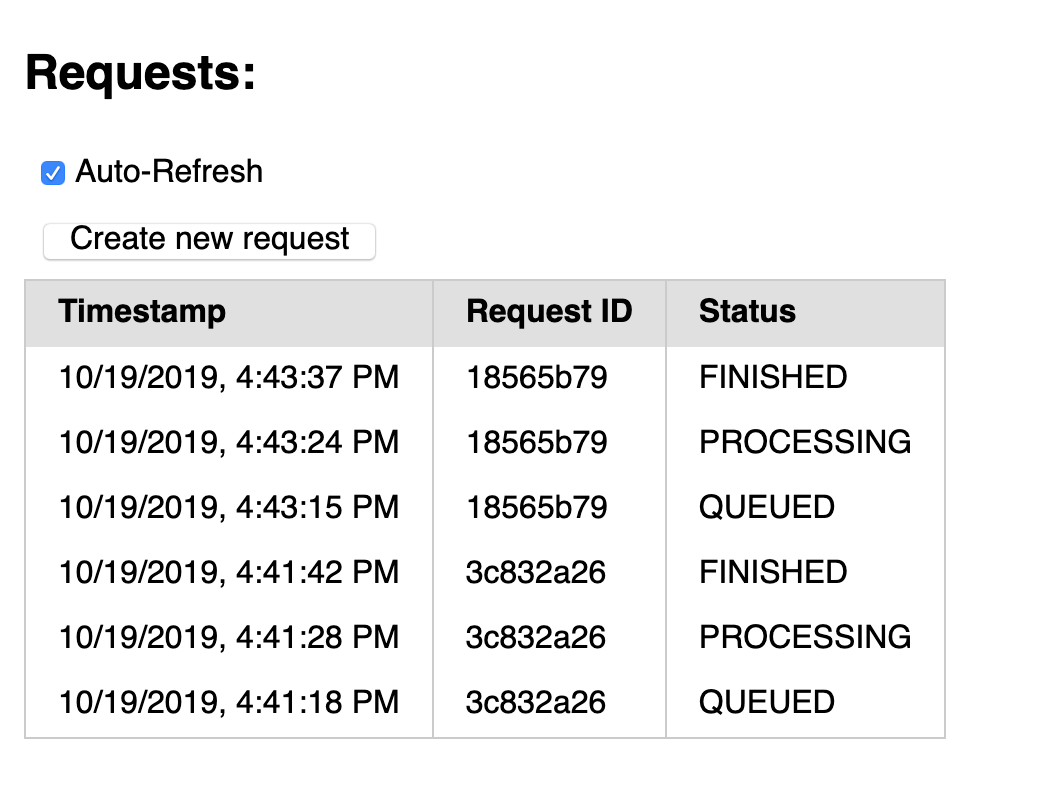 Requests:
Auto-Refresh
Create new request
Timestamp Request ID Status
10/19/2019, 4:43:37 PM 18565b79 FINISHED
10/19/2019, 4:43:24 PM 18565b79 PROCESSING
10/19/2019, 4:43:15 PM 18565b79 QUEUED
10/19/2019, 4:41:42 PM 3c832a26 FINISHED
10/19/2019, 4:41:28 PM 3c832a26 PROCESSING
10/19/2019, 4:41:18 PM 3c832a26 QUEUED